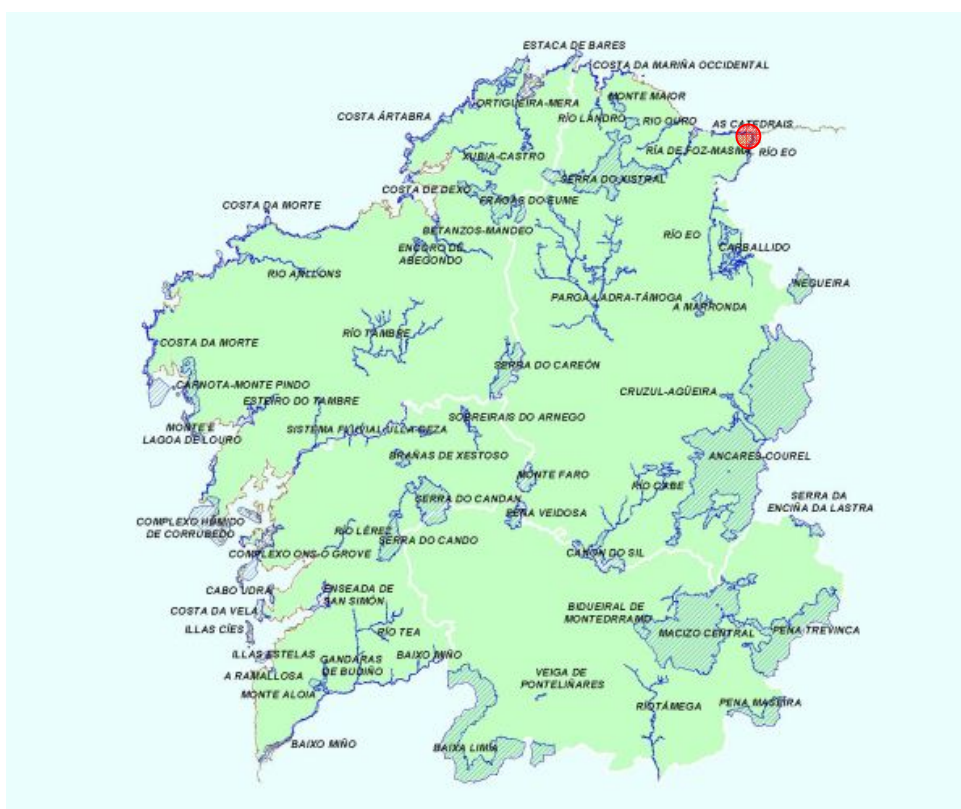 ESTACA DE BARES
COSTA DA MARIÑA OCCIDENTAL
MONTE MAIOR
ORTIGUEIRA-MERA
COSTA ÁRTABRA
RÍO LANDRO
RIO OURO
AS CATEDRAIS
RÍA DE FOZ-MASMA
RÍO EO
XUBIA-CASTRO
SERRA DO XISTRAL
COSTA DE DEXO
FRAGAS DO EUME
COSTA DA MORTE
BETANZOS-MANDEO
RÍO EO
ENCORO DE
ABEGONDO
CARBALLIDO
RIO ANLLONS
NEGUEIRA
PARGA-LADRA-TÁMOGA
A MARRONDA
RÍO TAMBRE
COSTA DA MORTE
SERRA DO CAREÓN
CARNOTA-MONTE PINDO
CRUZUL-AGÜEIRA
ESTEIRO DO TAMBRE
SOBREIRAIS DO ARNEGO
MONTE E
LAGOA DE LOURO
SISTEMA FLUVIAL-ULLA-DEZA
BRAÑAS DE XESTOSO
ANCARES-COUREL
MONTE FARO
RÍO CABE
SERRA DO CANDAN
SERRA DA
ENCIÑA DA LASTRA
PENA VEIDOSA
COMPLEXO HÚMIDO
DE CORRUBEDO
RÍO LÉREZ
SERRA DO CANDO
COMPLEXO ONS-O GROVE
CANON DO SIL
CABO UDRA
ENSEADA DE
SAN SIMÓN
COSTA DA VELA
BIDUEIRAL DE
MONTEDRRAMO
ILLAS CÍES
RÍO TEA
MACIZO CENTRAL
PENA TREVINCA
ILLAS ESTELAS
GANDARAS
DE BUDIÑO
BAIXO MIÑO
A RAMALLOSA
VEIGA DE
PONTELIÑARES
MONTE ALOIA
RÍOTÁMEGA
PENA MASEIRA
BAIXO MIÑO
BAIXA LIMIA